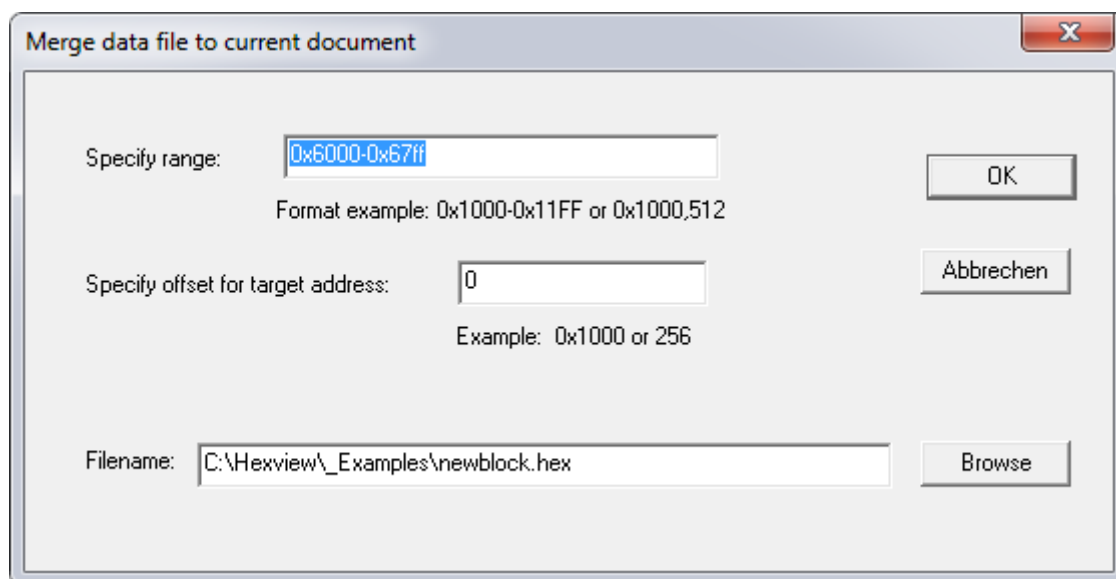 Merge data file to current document
Specify range: 0x6000-0x67ff
OK
Format example: 0x1000-0x11FF or 0x1000,512
Specify offset for target address: 0
Abbrechen
Example: 0x1000 or 256
Filename: C:\Hexview\_Examples\newblock.hex
Browse